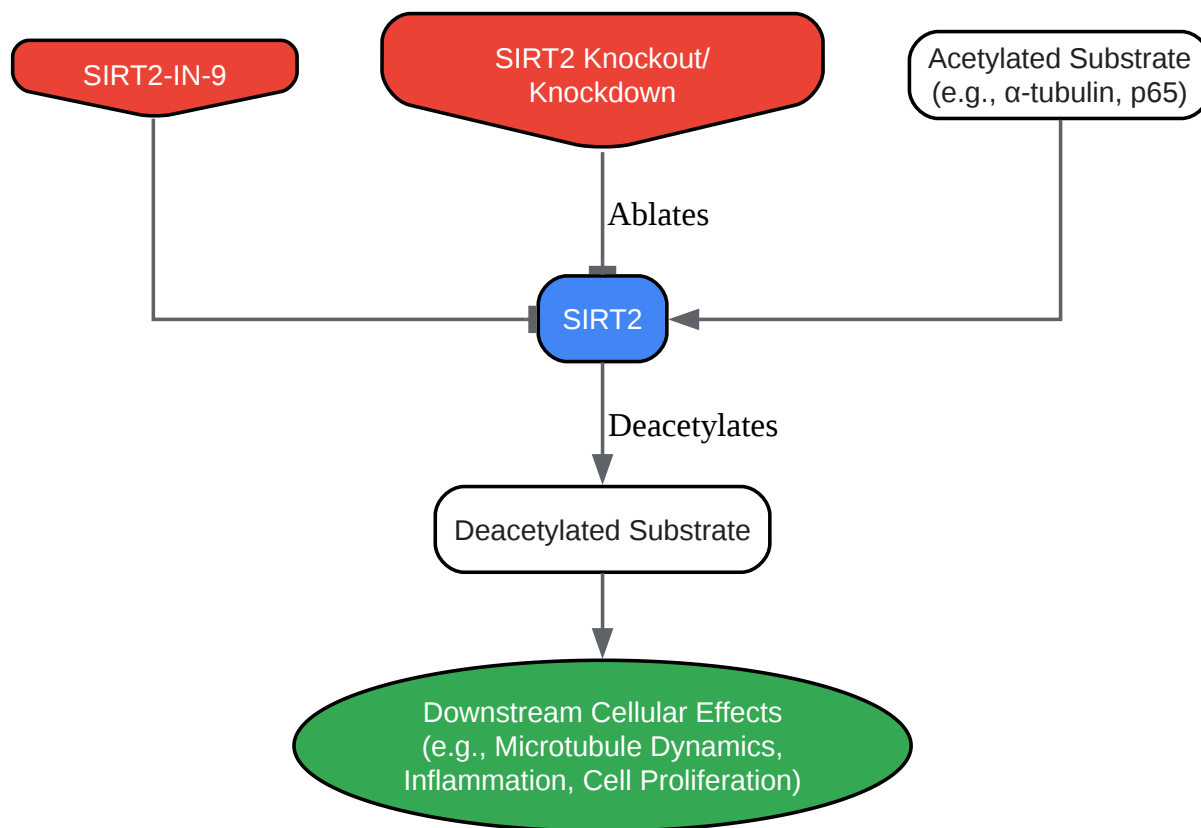 SIRT2-IN-9
SIRT2 Knockout/
Knockdown
Acetylated Substrate
(e.g., α-tubulin, p65)
Ablates
SIRT2
Deacetylates
Deacetylated Substrate
Downstream Cellular Effects
(e.g., Microtubule Dynamics,
Inflammation, Cell Proliferation)